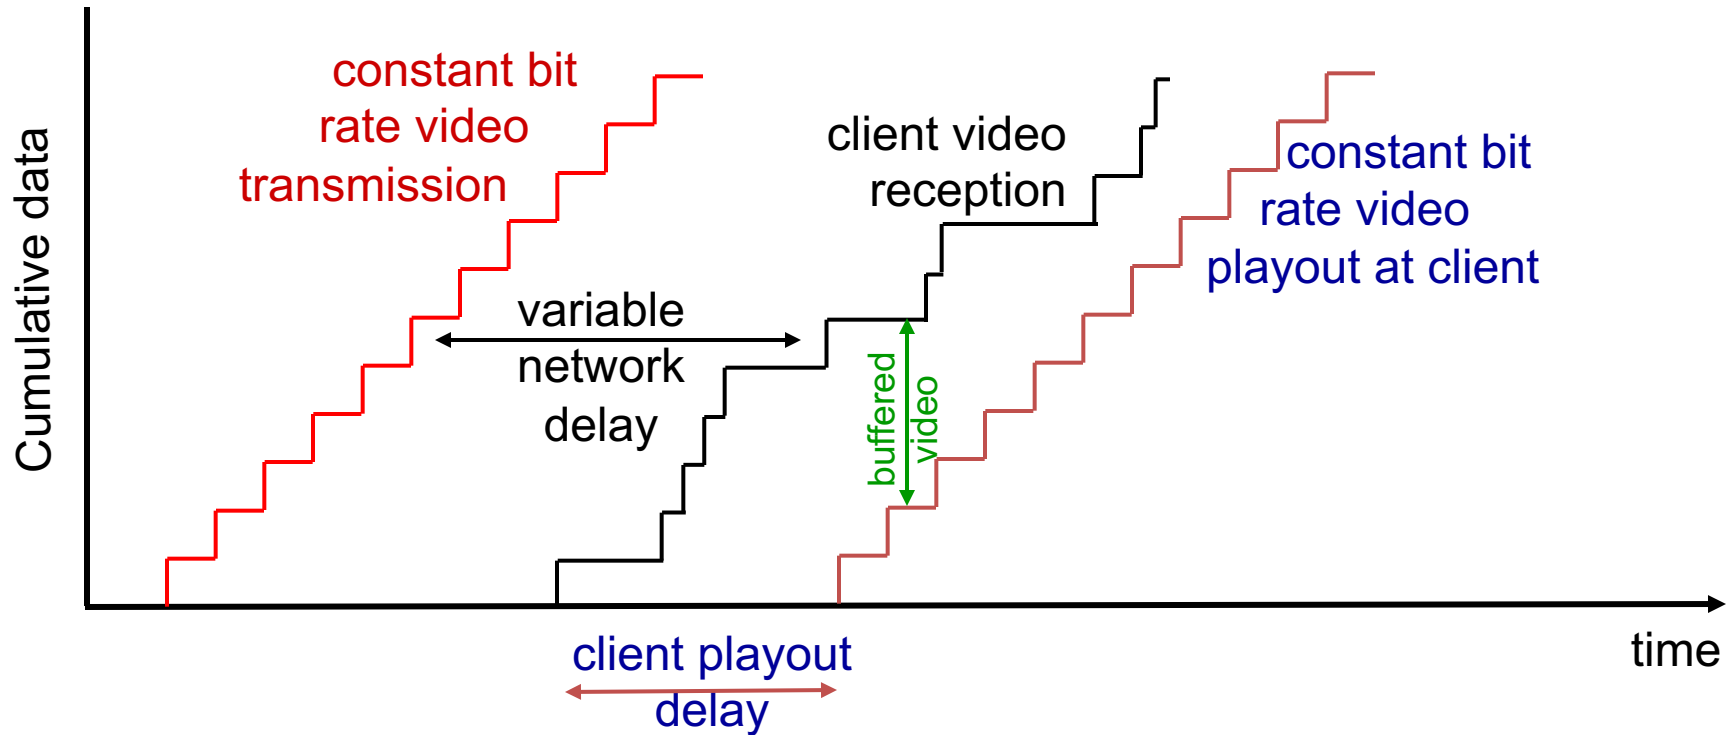 constant bit
rate video
transmission
client video
reception
constant bit
rate video
playout at client
variable
network
delay
buffered
video
Cumulative data
time
client playout
delay